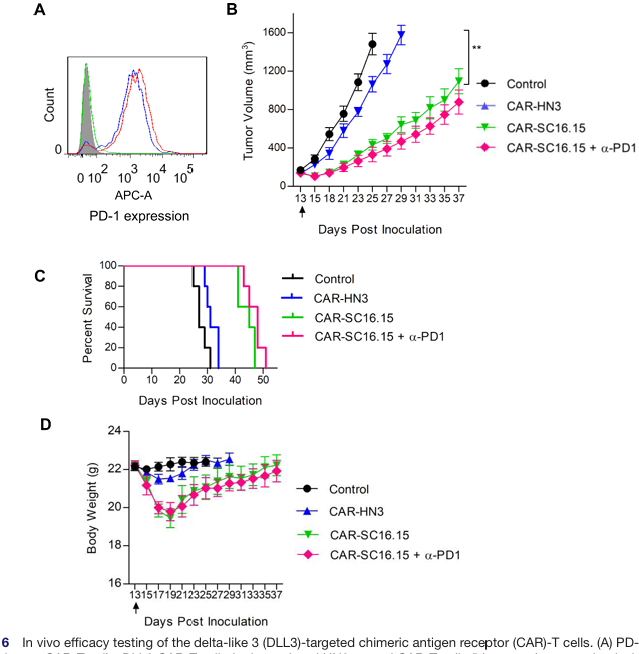 A
Count
0
0 10² 10³ 10⁴ 10⁵
APC-A
PD-1 expression
B
Tumor Volume (mm³)
1600
1200
800
400
0
13 15 18 21 23 25 27 29 31 33 35 37
Days Post Inoculation
**
Control
CAR-HN3
CAR-SC16.15
CAR-SC16.15 + α-PD1
C
Percent Survival
100
80
60
40
20
0
0 10 20 30 40 50
Days Post Inoculation
Control
CAR-HN3
CAR-SC16.15
CAR-SC16.15 + α-PD1
D
Body Weight (g)
22
20
18
16
13 15 17 19 21 23 25 27 29 31 31 33 35 37
Days Post Inoculation
Control
CAR-HN3
CAR-SC16.15
CAR-SC16.15 + α-PD1
6 In vivo efficacy testing of the delta-like 3 (DLL3)-targeted chimeric antigen receptor (CAR)-T cells. (A) PD-